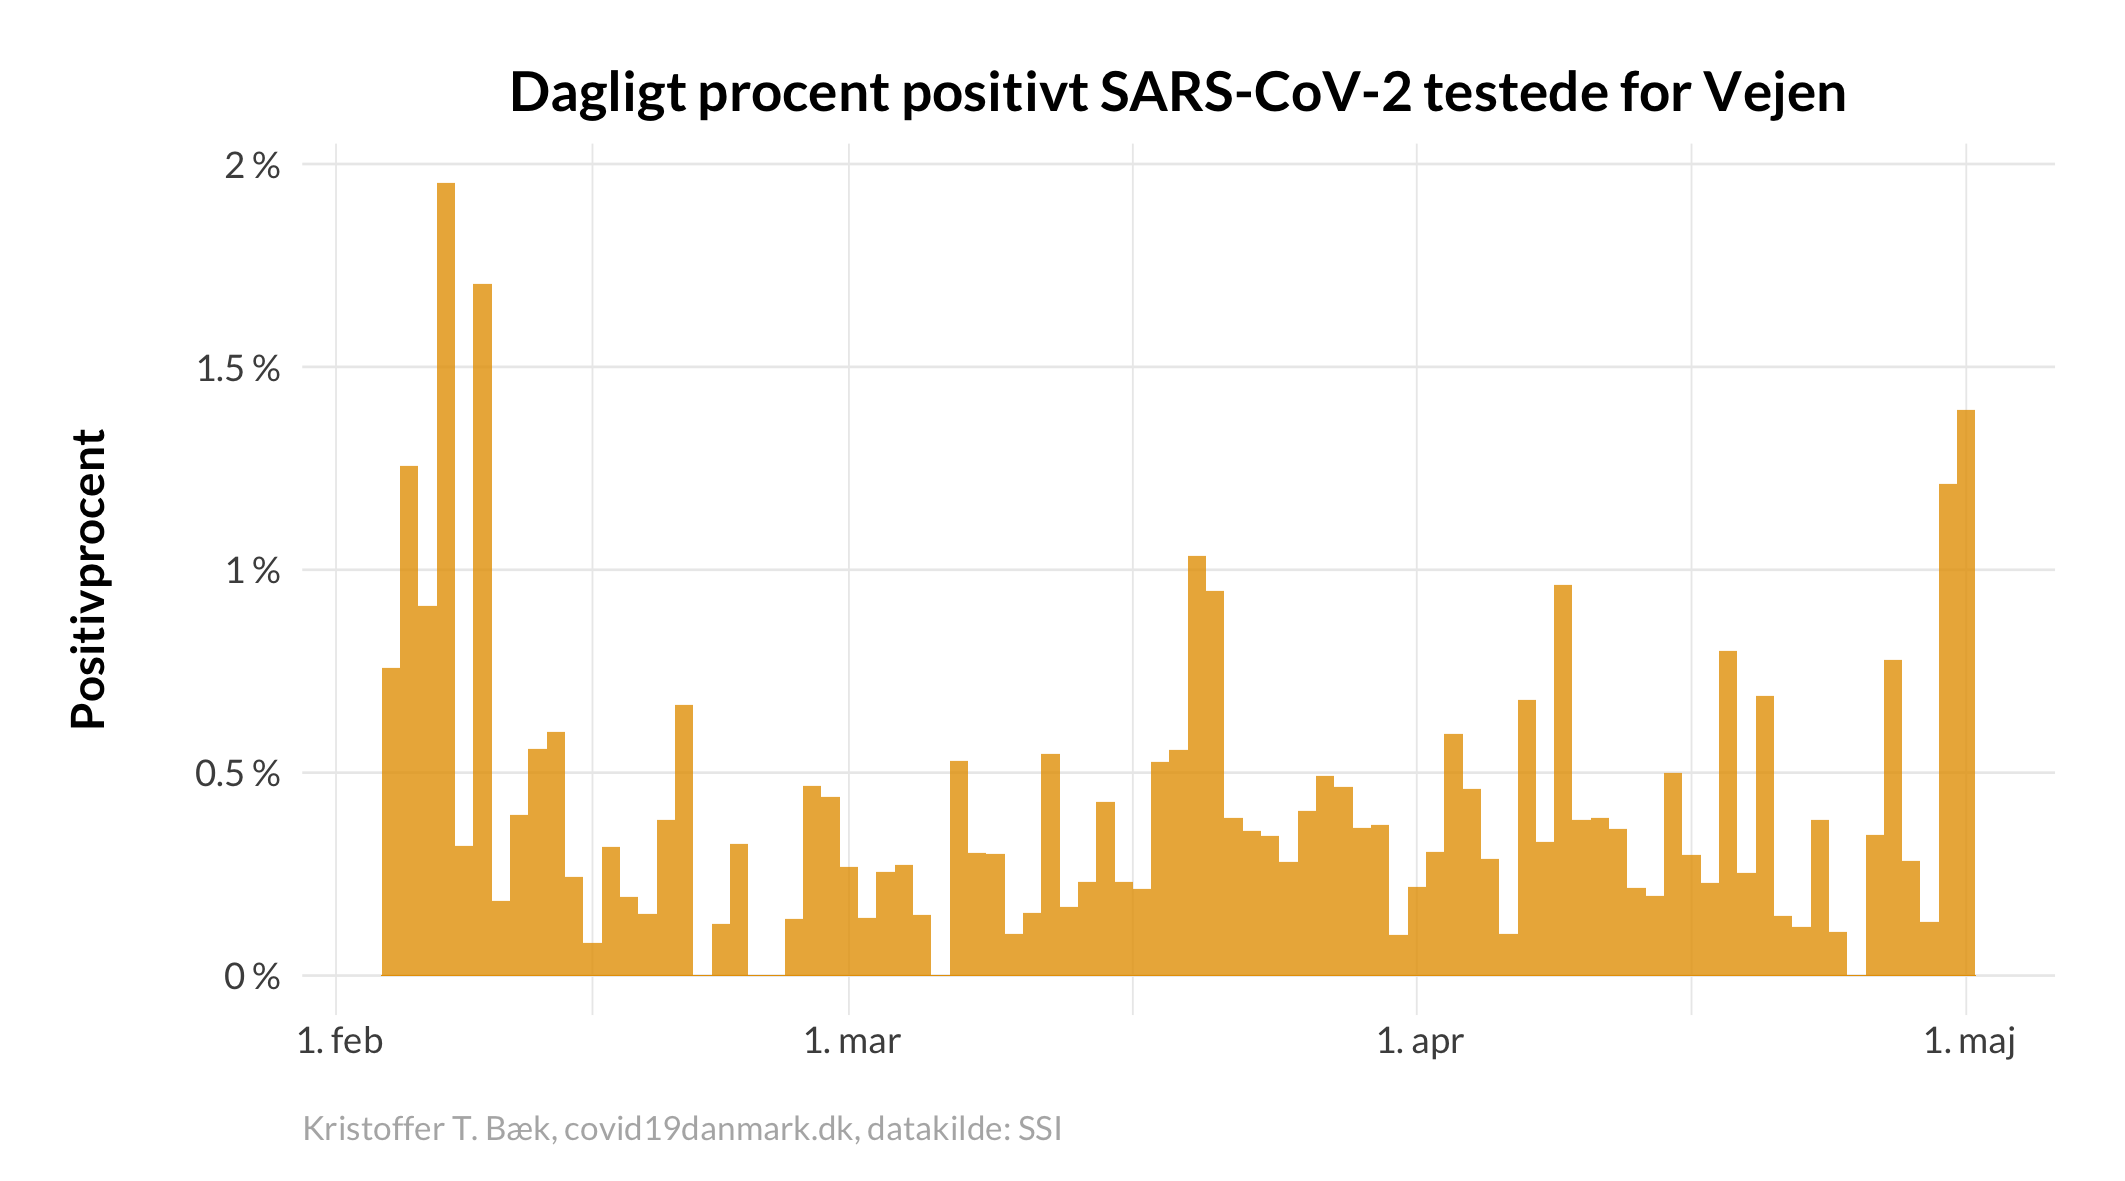 Dagligt procent positivt SARS-CoV-2 testede for Vejen
Positivprocent
2 %
1.5 %
1 %
0.5 %
0 %
1. feb
1. mar
1. apr
1. maj
Kristoffer T. Bæk, covid19danmark.dk, datakilde: SSI